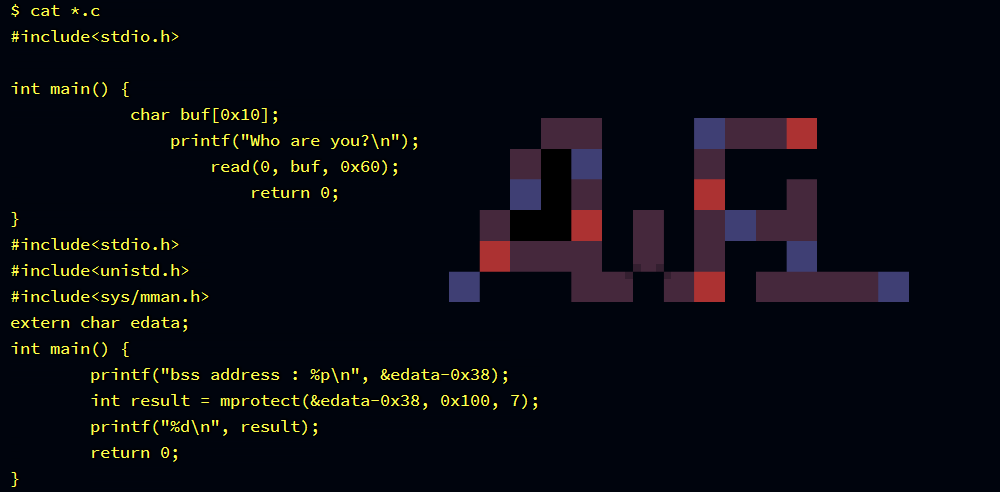 $ cat *.c
#include<stdio.h>
int main() {
char buf[0x10];
printf("Who are you?\n");
read(0, buf, 0x60);
return 0;
}
#include<stdio.h>
#include<unistd.h>
#include<sys/mman.h>
extern char edata;
int main() {
printf("bss address : %p\n", &edata-0x38);
int result = mprotect(&edata-0x38, 0x100, 7);
printf("%d\n", result);
return 0;
}